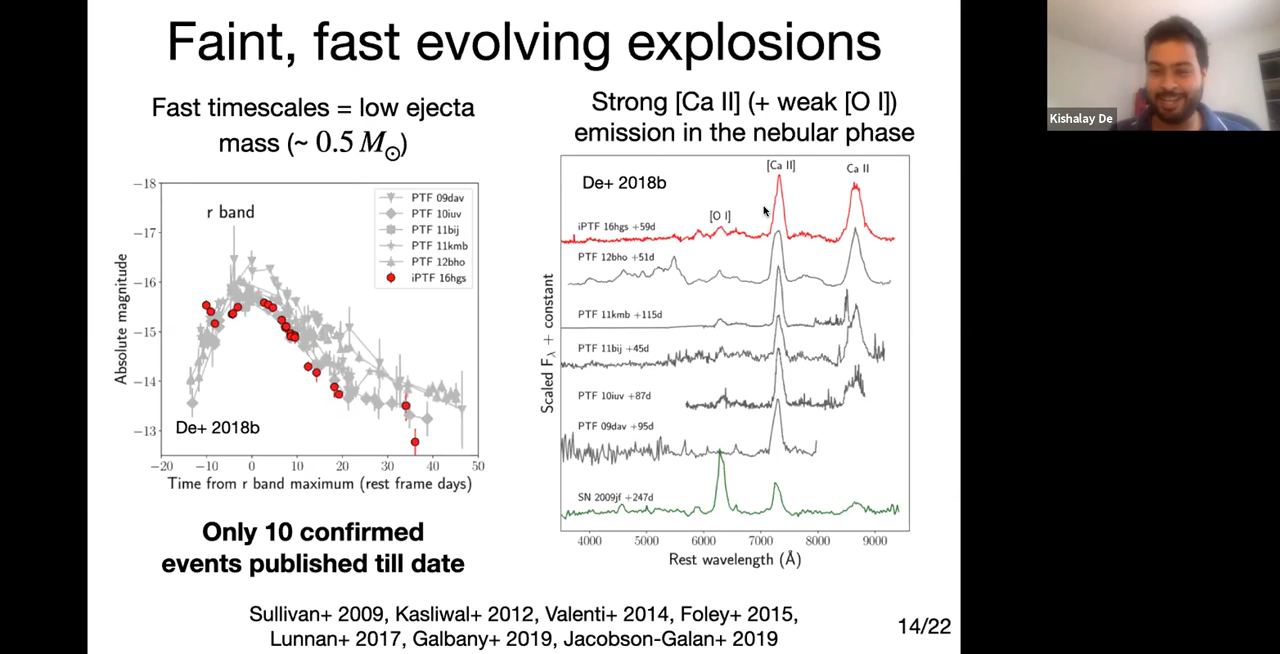 Faint, fast evolving explosions
Fast timescales = low ejecta
mass (~ 0.5 M☉)
−18
−17
−16
−15
−14
−13
Absolute magnitude
r band
PTF 09dav
PTF 10iuv
PTF 11bij
PTF 11kmb
PTF 12bho
iPTF 16hgs
De+ 2018b
−20
−10
0
10
20
30
40
50
Time from r band maximum (rest frame days)
Only 10 confirmed
events published till date
Strong [Ca II] (+ weak [O I])
emission in the nebular phase
De+ 2018b
[Ca II]
Ca II
[O I]
iPTF 16hgs +59d
PTF 12bho +51d
PTF 11kmb +115d
PTF 11bij +45d
PTF 10iuv +87d
PTF 09dav +95d
SN 2009jf +247d
Scaled Fλ + constant
4000
5000
6000
7000
8000
9000
Rest wavelength (Å)
Sullivan+ 2009, Kasliwal+ 2012, Valenti+ 2014, Foley+ 2015,
Lunnan+ 2017, Galbany+ 2019, Jacobson-Galan+ 2019
14/22
Kishalay De